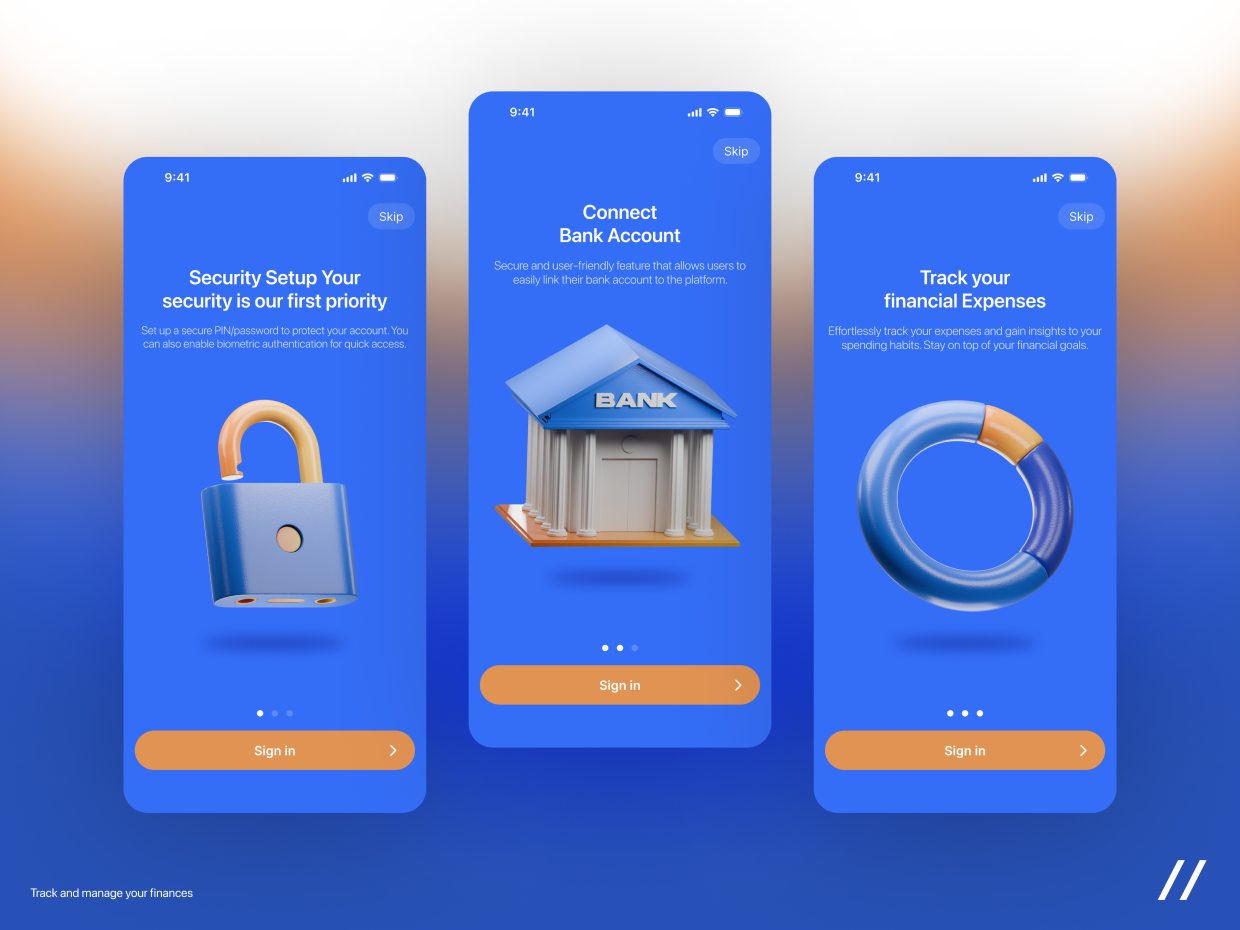 9:41
Skip
Security Setup Your
security is our first priority
Set up a secure PIN/password to protect your account. You
can also enable biometric authentication for quick access.
Sign in
9:41
Skip
Connect
Bank Account
Secure and user-friendly feature that allows users to
easily link their bank account to the platform.
BANK
Sign in
9:41
Skip
Track your
financial Expenses
Effortlessly track your expenses and gain insights to your
spending habits. Stay on top of your financial goals.
Sign in
Track and manage your finances